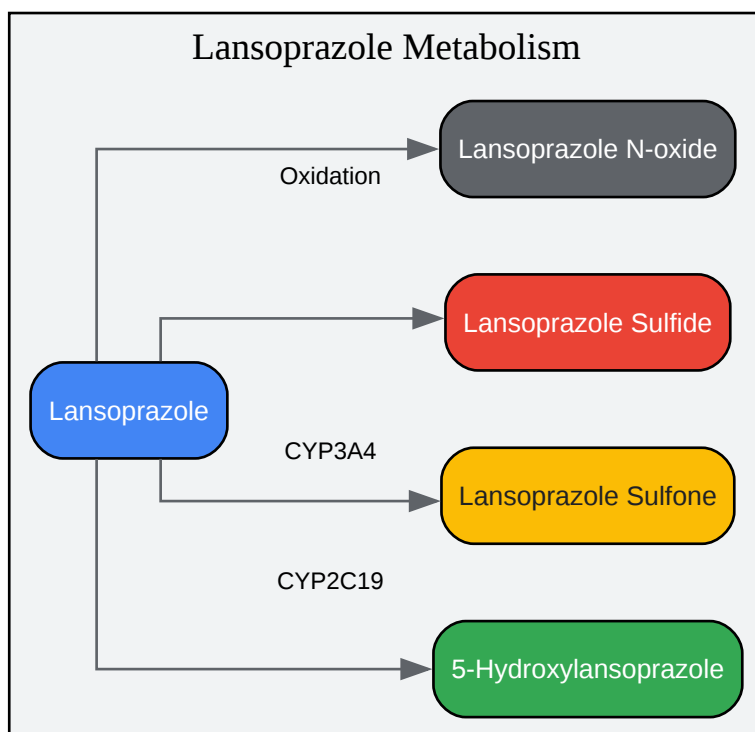 Lansoprazole Metabolism
Lansoprazole N-oxide
Oxidation
Lansoprazole Sulfide
Lansoprazole
CYP3A4
Lansoprazole Sulfone
CYP2C19
5-Hydroxylansoprazole